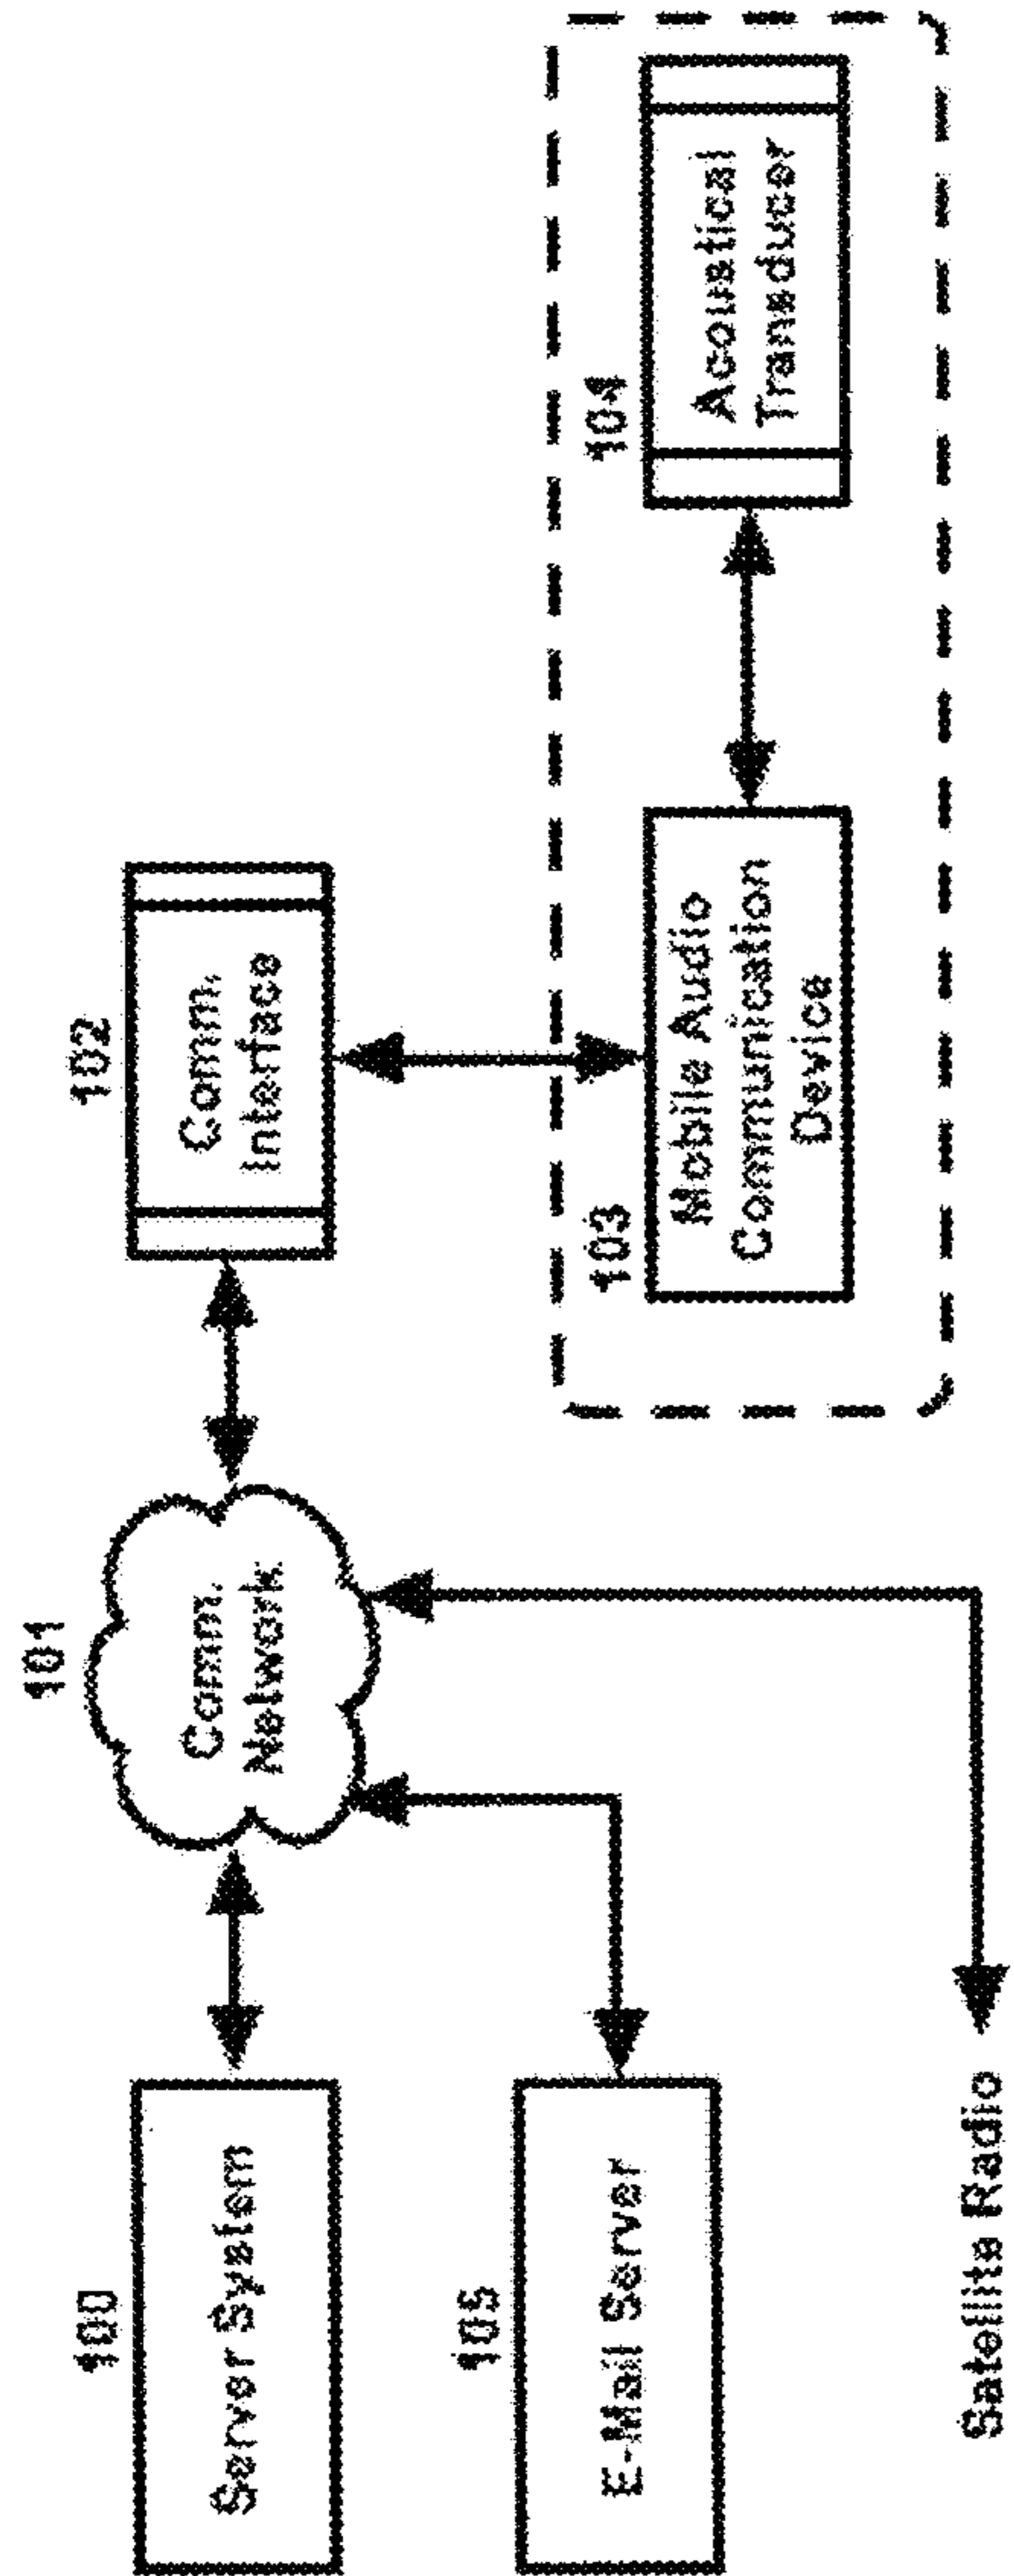 100
Server System
101
Comm.
Network
102
Comm.
Interface
103
Mobile Audio
Communication
Device
104
Acoustical
Transducer
105
E-Mail Server
Satellite Radio